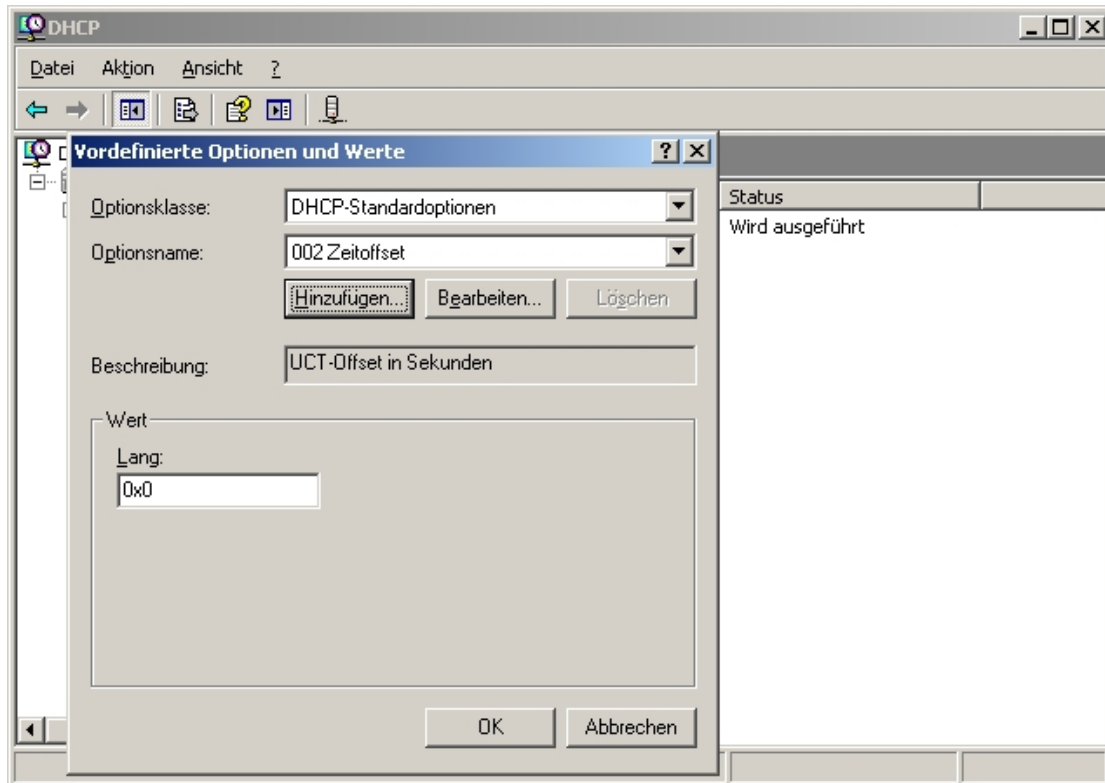 DHCP
Datei Aktion Ansicht ?
Vordefinierte Optionen und Werte
Optionsklasse: DHCP-Standardoptionen
Optionsname: 002 Zeitoffset
Hinzufügen... Bearbeiten... Löschen
Beschreibung: UCT-Offset in Sekunden
Wert
Lang:
0x0
OK Abbrechen
Status
Wird ausgeführt